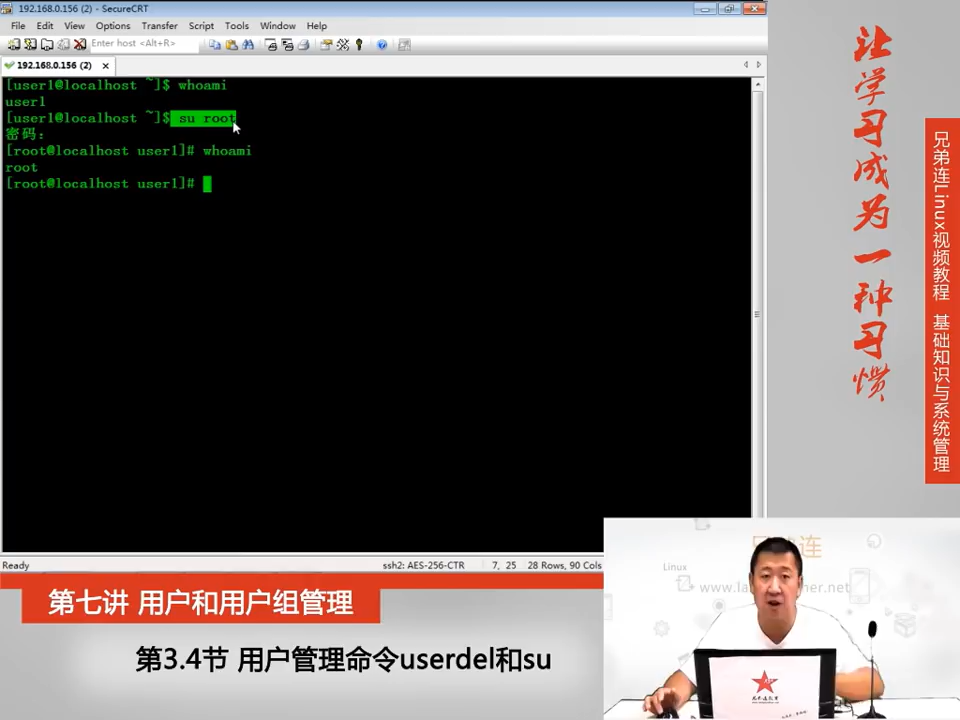 192.168.0.156 (2) - SecureCRT
File Edit View Options Transfer Script Tools Window Help
Enter host <Alt+R>
192.168.0.156 (2)
[user1@localhost ~]$ whoami
user1
[user1@localhost ~]$ su root
密码：
[root@localhost user1]# whoami
root
[root@localhost user1]#
Ready ssh2: AES-256-CTR 7, 25 28 Rows, 90 Cols
让学习成为一种习惯
兄弟连Linux视频教程 基础知识与系统管理
第七讲 用户和用户组管理
第3.4节 用户管理命令userdel和su
Linux